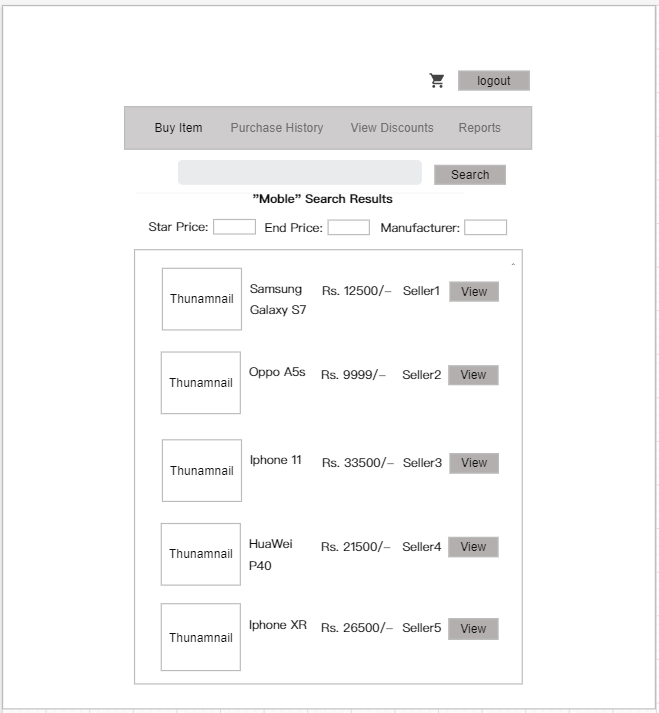 logout
Buy Item Purchase History View Discounts Reports
Search
"Moble" Search Results
Star Price: End Price: Manufacturer:
Thunamnail Samsung Galaxy S7 Rs. 12500/– Seller1 View
Thunamnail Oppo A5s Rs. 9999/– Seller2 View
Thunamnail Iphone 11 Rs. 33500/– Seller3 View
Thunamnail HuaWei P40 Rs. 21500/– Seller4 View
Thunamnail Iphone XR Rs. 26500/– Seller5 View